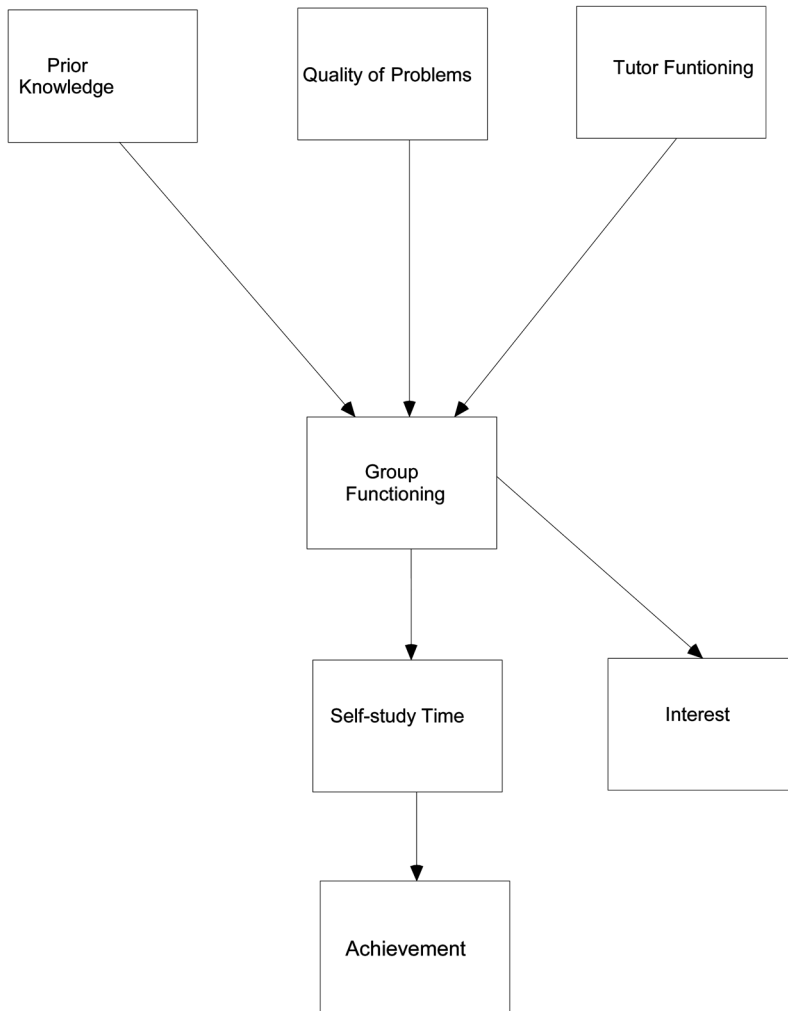 Prior
Knowledge
Quality of Problems
Tutor Funtioning
Group
Functioning
Self-study Time
Interest
Achievement